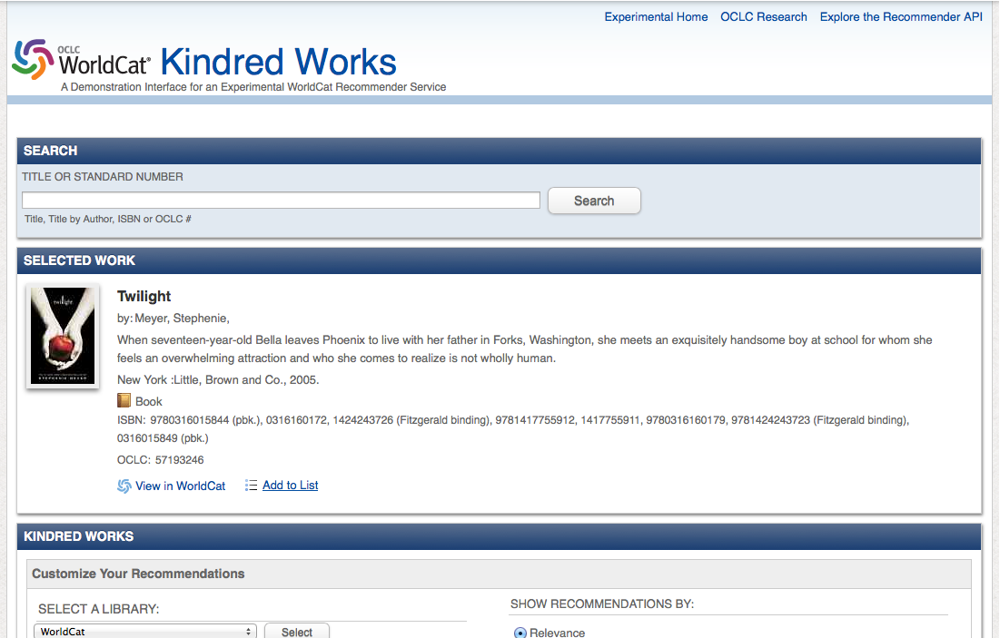 Experimental Home OCLC Research Explore the Recommender API
OCLC
WorldCat® Kindred Works
A Demonstration Interface for an Experimental WorldCat Recommender Service
SEARCH
TITLE OR STANDARD NUMBER
Search
Title, Title by Author, ISBN or OCLC #
SELECTED WORK
twilight
STEPHENIE MEYER
Twilight
by: Meyer, Stephenie,
When seventeen-year-old Bella leaves Phoenix to live with her father in Forks, Washington, she meets an exquisitely handsome boy at school for whom she
feels an overwhelming attraction and who she comes to realize is not wholly human.
New York :Little, Brown and Co., 2005.
Book
ISBN: 9780316015844 (pbk.), 0316160172, 1424243726 (Fitzgerald binding), 9781417755912, 1417755911, 9780316160179, 9781424243723 (Fitzgerald binding),
0316015849 (pbk.)
OCLC: 57193246
View in WorldCat Add to List
KINDRED WORKS
Customize Your Recommendations
SELECT A LIBRARY:
WorldCat Select
SHOW RECOMMENDATIONS BY:
Relevance